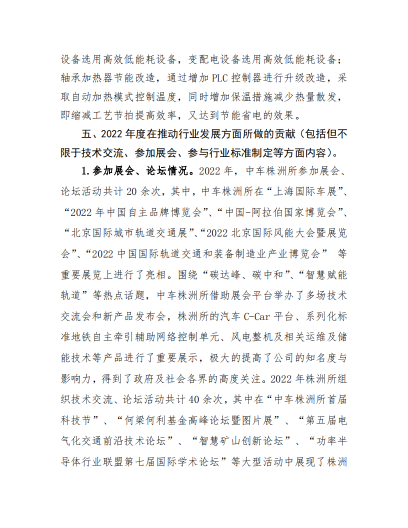 设备选用高效低能耗设备，变配电设备选用高效低能耗设备；
轴承加热器节能改造，通过增加 PLC 控制器进行升级改造，采
取自动加热模式控制温度，同时增加保温措施减少热量散发，
即缩减工艺节拍提高效率，又达到节能省电的效果。
五、2022 年度在推动行业发展方面所做的贡献（包括但不
限于技术交流、参加展会、参与行业标准制定等方面内容）。
1.参加展会、论坛情况。2022 年，中车株洲所参加展会、
论坛活动共计 20 余次，其中，中车株洲所在“上海国际车展”、
“2022 年中国自主品牌博览会”、“中国-阿拉伯国家博览会”、
“北京国际城市轨道交通展”、“2022 北京国际风能大会暨展览
会”、“2022 中国国际轨道交通和装备制造业产业博览会” 等
重要展览上进行了亮相。围绕“碳达峰、碳中和”、“智慧赋能
轨道”等热点话题，中车株洲所借助展会平台举办了多场技术
交流会和新产品发布会，株洲所的汽车 C-Car 平台、系列化标
准地铁自主牵引辅助网络控制单元、风电整机及相关运维及储
能技术等产品进行了重要展示，极大的提高了公司的知名度与
影响力，得到了政府及社会各界的高度关注。2022 年株洲所组
织技术交流、论坛活动共计 40 余次，其中在“中车株洲所首届
科技节”、“何梁何利基金高峰论坛暨图片展”、“第五届电
气化交通前沿技术论坛”、“智慧矿山创新论坛”、“功率半
导体行业联盟第七届国际学术论坛”等大型活动中展现了株洲